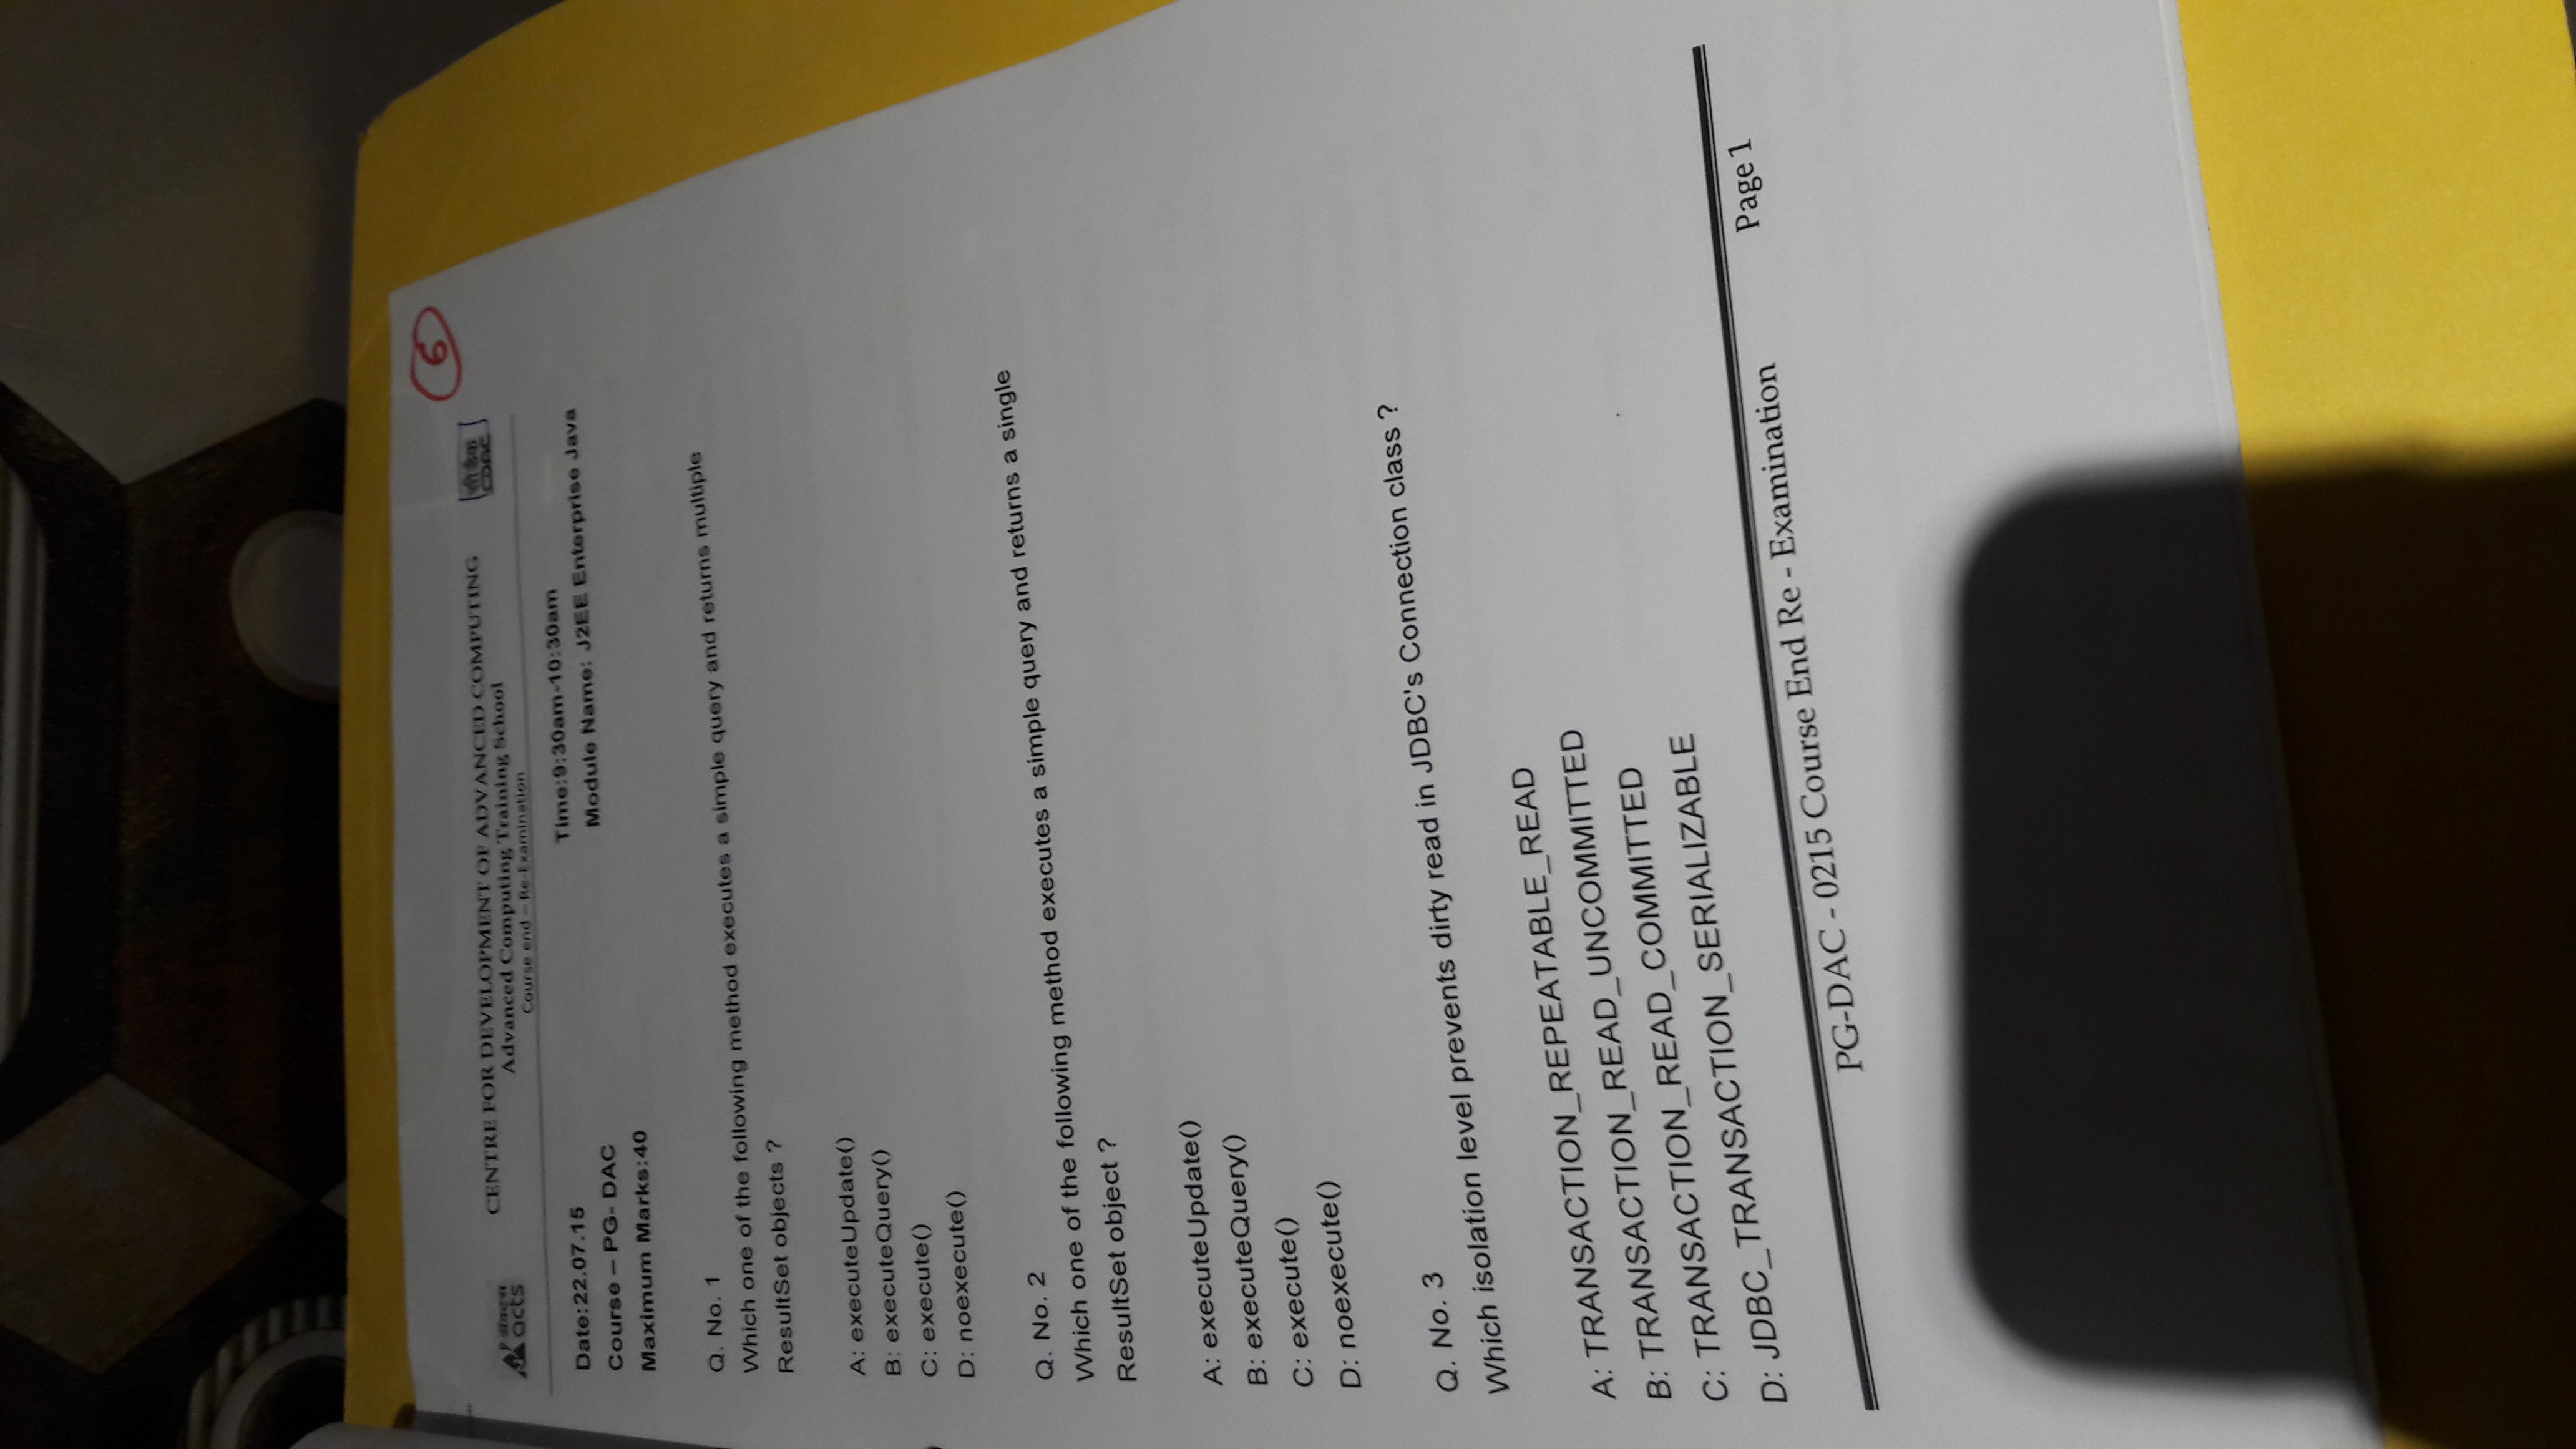 6
एक्ट्स
acts
CENTRE FOR DEVELOPMENT OF ADVANCED COMPUTING
Advanced Computing Training School
Course end – Re-Examination
सी डैक
CDAC
Date:22.07.15
Time:9:30am-10:30am
Course – PG- DAC
Module Name: J2EE Enterprise Java
Maximum Marks:40
Q. No. 1
Which one of the following method executes a simple query and returns multiple
ResultSet objects ?
A: executeUpdate()
B: executeQuery()
C: execute()
D: noexecute()
Q. No. 2
Which one of the following method executes a simple query and returns a single
ResultSet object ?
A: executeUpdate()
B: executeQuery()
C: execute()
D: noexecute()
Q. No. 3
Which isolation level prevents dirty read in JDBC's Connection class ?
A: TRANSACTION_REPEATABLE_READ
B: TRANSACTION_READ_UNCOMMITTED
C: TRANSACTION_READ_COMMITTED
D: JDBC_TRANSACTION_SERIALIZABLE
PG-DAC - 0215 Course End Re - Examination
Page 1